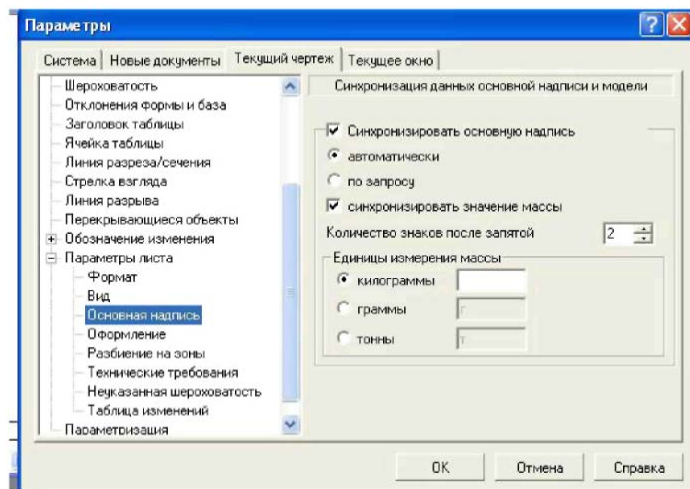 Параметры
Система Новые документы Текущий чертеж Текущее окно
Шероховатость
Отклонения формы и база
Заголовок таблицы
Ячейка таблицы
Линия разреза/сечения
Стрелка взгляда
Линия разрыва
Перекрывающиеся объекты
Обозначение изменения
Параметры листа
Формат
Вид
Основная надпись
Оформление
Разбиение на зоны
Технические требования
Неуказанная шероховатость
Таблица изменений
Параметризация
Синхронизация данных основной надписи и модели
Синхронизировать основную надпись
автоматически
по запросу
синхронизировать значение массы
Количество знаков после запятой 2
Единицы измерения массы
килограммы
граммы г
тонны т
OK Отмена Справка